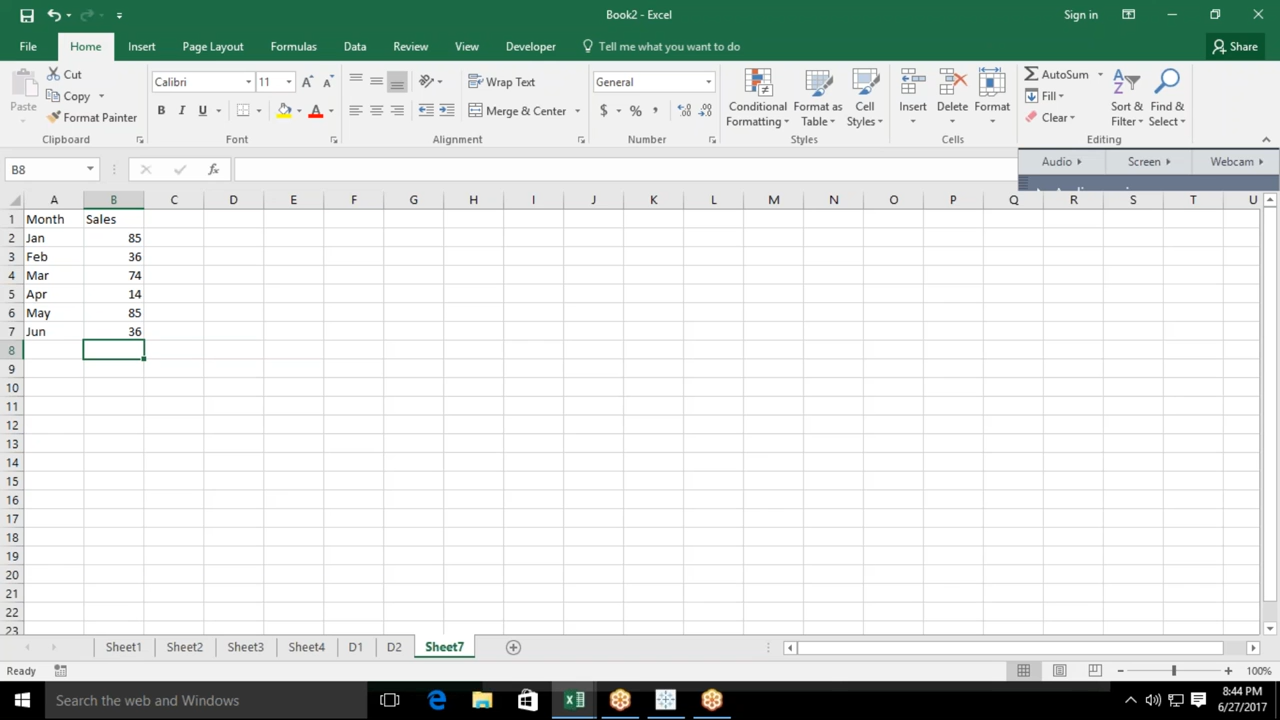 Book2 - Excel
Sign in
File Home Insert Page Layout Formulas Data Review View Developer Tell me what you want to do
Share
Paste
Cut
Copy
Format Painter
Clipboard
Calibri 11
B I U
Font
Wrap Text
Merge & Center
Alignment
General
$ % ,
Number
Conditional Formatting
Format as Table
Cell Styles
Styles
Insert Delete Format
Cells
AutoSum
Fill
Clear
Sort & Filter
Find & Select
Editing
B8
fx
Audio Screen Webcam
A B C D E F G H I J K L M N O P Q R S T U
1 Month Sales
2 Jan 85
3 Feb 36
4 Mar 74
5 Apr 14
6 May 85
7 Jun 36
8
9
10
11
12
13
14
15
16
17
18
19
20
21
22
23
Sheet1 Sheet2 Sheet3 Sheet4 D1 D2 Sheet7
Ready
100%
Search the web and Windows
8:44 PM
6/27/2017